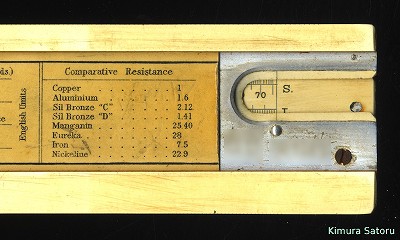 ds.)
English Units
Comparative Resistance
Copper . . . . . 1
Aluminium . . . . . 1.6
Sil Bronze "C" . . . . 2.12
Sil Bronze "D" . . . . 1.41
Manganin . . . . . 25.40
Eureka . . . . . 28
Iron . . . . . 7.5
Nickeline . . . . . 22.9
70
S.
T
Kimura Satoru